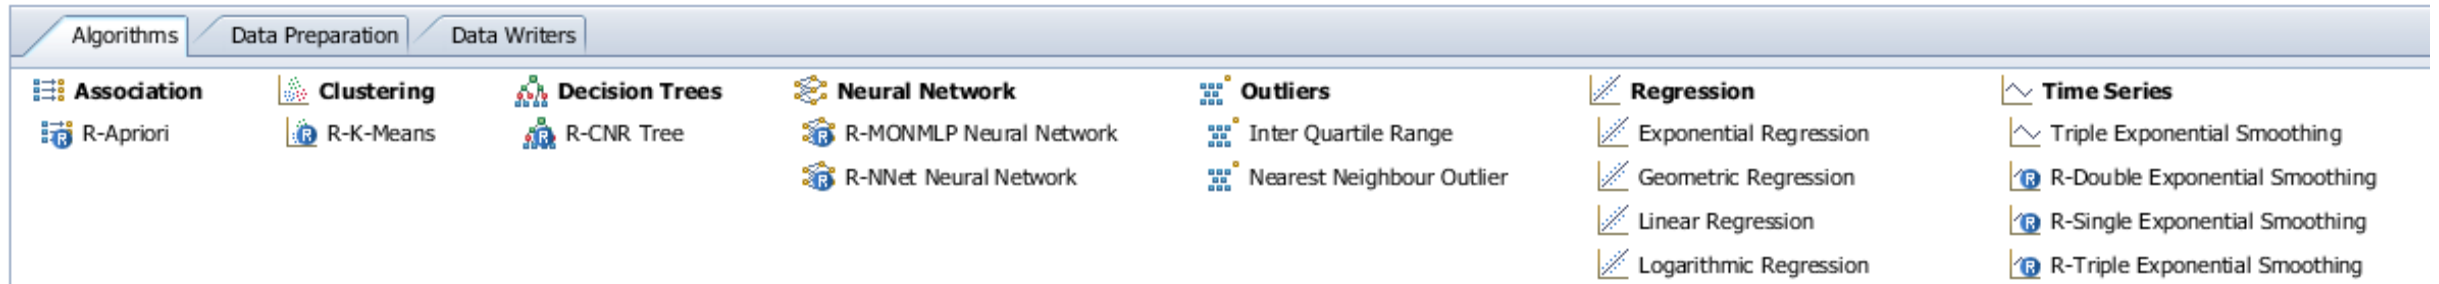 Algorithms Data Preparation Data Writers
Association Clustering Decision Trees Neural Network Outliers Regression Time Series
R-Apriori R-K-Means R-CNR Tree R-MONMLP Neural Network Inter Quartile Range Exponential Regression Triple Exponential Smoothing
R-NNet Neural Network Nearest Neighbour Outlier Geometric Regression R-Double Exponential Smoothing
Linear Regression R-Single Exponential Smoothing
Logarithmic Regression R-Triple Exponential Smoothing